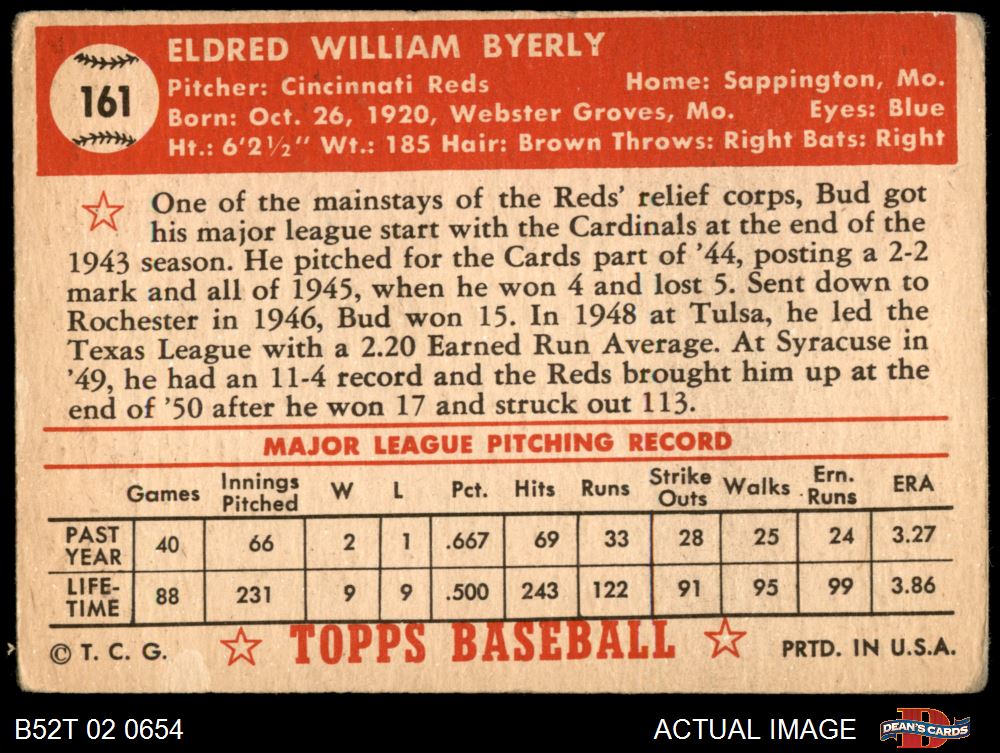 161
ELDRED WILLIAM BYERLY
Pitcher: Cincinnati Reds Home: Sappington, Mo.
Born: Oct. 26, 1920, Webster Groves, Mo. Eyes: Blue
Ht.: 6'2½" Wt.: 185 Hair: Brown Throws: Right Bats: Right
One of the mainstays of the Reds' relief corps, Bud got
his major league start with the Cardinals at the end of the
1943 season. He pitched for the Cards part of '44, posting a 2-2
mark and all of 1945, when he won 4 and lost 5. Sent down to
Rochester in 1946, Bud won 15. In 1948 at Tulsa, he led the
Texas League with a 2.20 Earned Run Average. At Syracuse in
'49, he had an 11-4 record and the Reds brought him up at the
end of '50 after he won 17 and struck out 113.
MAJOR LEAGUE PITCHING RECORD
Games Innings Pitched W L Pct. Hits Runs Strike Outs Walks Ern. Runs ERA
PAST YEAR 40 66 2 1 .667 69 33 28 25 24 3.27
LIFE-TIME 88 231 9 9 .500 243 122 91 95 99 3.86
© T. C. G. TOPPS BASEBALL PRTD. IN U.S.A.
B52T 02 0654 ACTUAL IMAGE DEAN'S CARDS